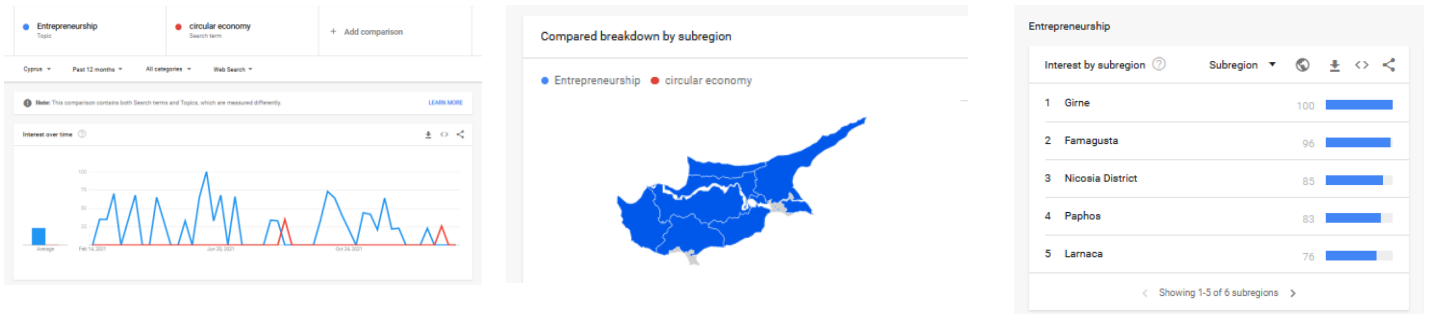 Entrepreneurship
Topic
circular economy
Search term
+ Add comparison
Cyprus
Past 12 months
All categories
Web Search
Note: This comparison contains both Search terms and Topics, which are measured differently.
LEARN MORE
Interest over time
100
75
50
25
Average
Feb 14, 2021
Jun 20, 2021
Oct 24, 2021
Compared breakdown by subregion
Entrepreneurship circular economy
Entrepreneurship
Interest by subregion
Subregion
1 Girne 100
2 Famagusta 96
3 Nicosia District 85
4 Paphos 83
5 Larnaca 76
Showing 1-5 of 6 subregions